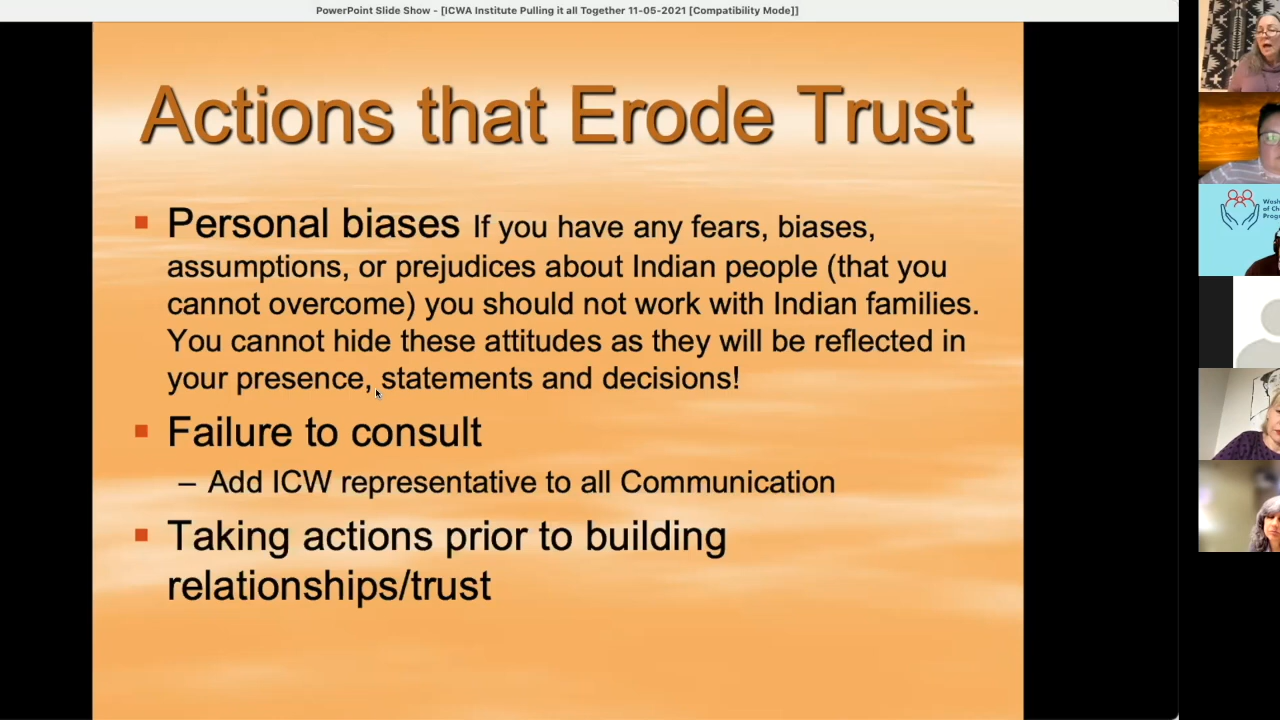 PowerPoint Slide Show - [ICWA Institute Pulling it all Together 11-05-2021 [Compatibility Mode]]
Actions that Erode Trust
Personal biases If you have any fears, biases,
assumptions, or prejudices about Indian people (that you
cannot overcome) you should not work with Indian families.
You cannot hide these attitudes as they will be reflected in
your presence, statements and decisions!
Failure to consult
– Add ICW representative to all Communication
Taking actions prior to building
relationships/trust